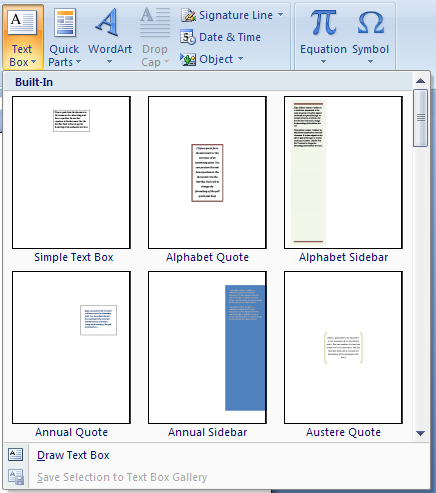 Text Box
Quick Parts
WordArt
Drop Cap
Signature Line
Date & Time
Object
Equation
Symbol
Built-In
Simple Text Box
Alphabet Quote
Alphabet Sidebar
Annual Quote
Annual Sidebar
Austere Quote
Draw Text Box
Save Selection to Text Box Gallery